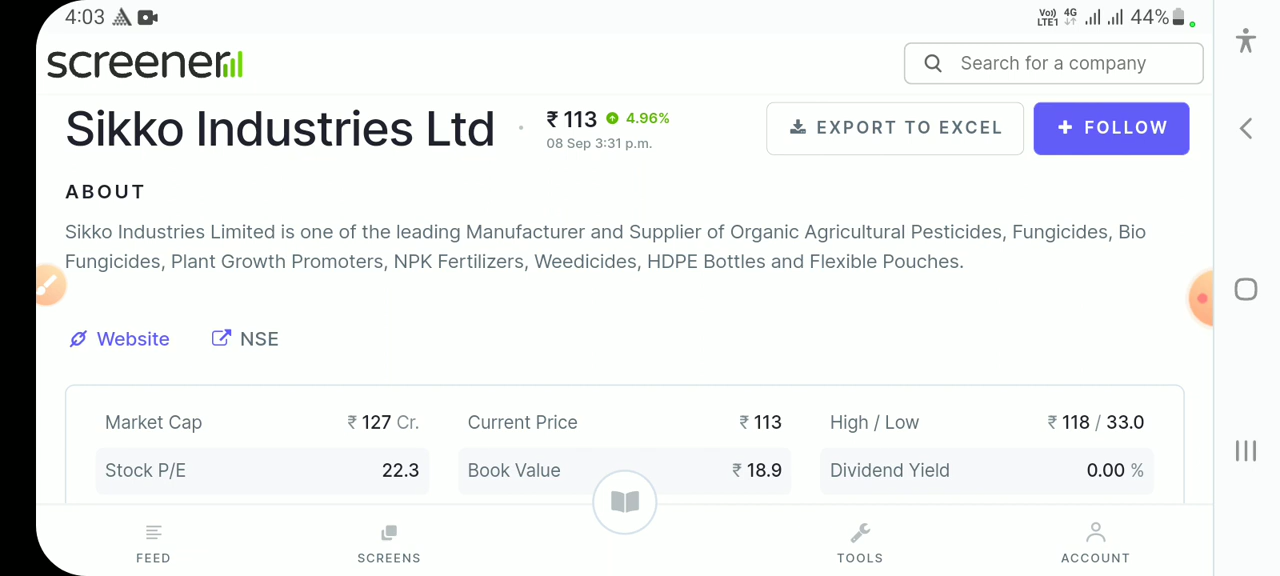 4:03 Vo)) LTE1 4G 44%
screener Search for a company
Sikko Industries Ltd ₹ 113 4.96% EXPORT TO EXCEL FOLLOW
08 Sep 3:31 p.m.
ABOUT
Sikko Industries Limited is one of the leading Manufacturer and Supplier of Organic Agricultural Pesticides, Fungicides, Bio
Fungicides, Plant Growth Promoters, NPK Fertilizers, Weedicides, HDPE Bottles and Flexible Pouches.
Website NSE
Market Cap ₹ 127 Cr. Current Price ₹ 113 High / Low ₹ 118 / 33.0
Stock P/E 22.3 Book Value ₹ 18.9 Dividend Yield 0.00 %
FEED SCREENS TOOLS ACCOUNT